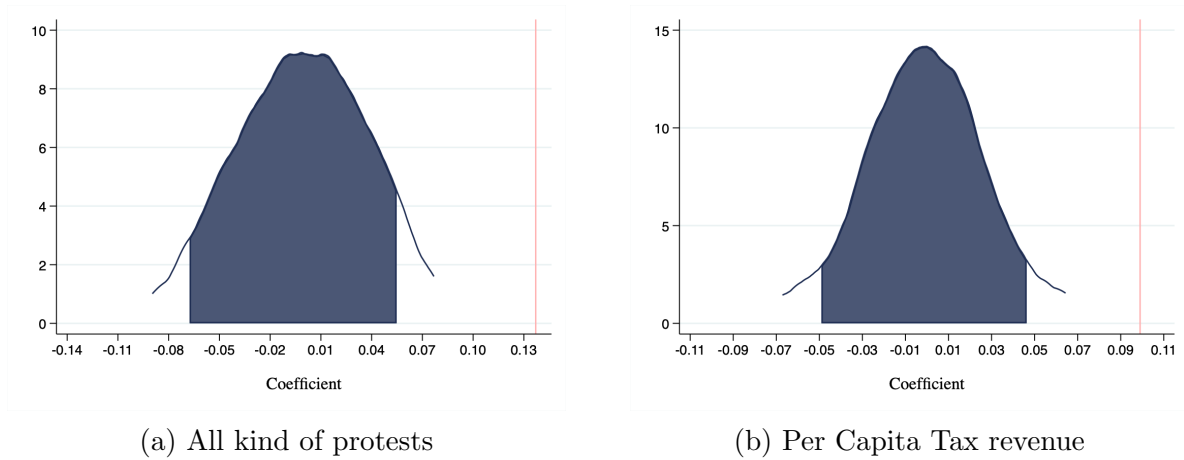 10
8
6
4
2
0
-0.14 -0.11 -0.08 -0.05 -0.02 0.01 0.04 0.07 0.10 0.13
Coefficient
(a) All kind of protests
15
10
5
0
-0.11 -0.09 -0.07 -0.05 -0.03 -0.01 0.01 0.03 0.05 0.07 0.09 0.11
Coefficient
(b) Per Capita Tax revenue